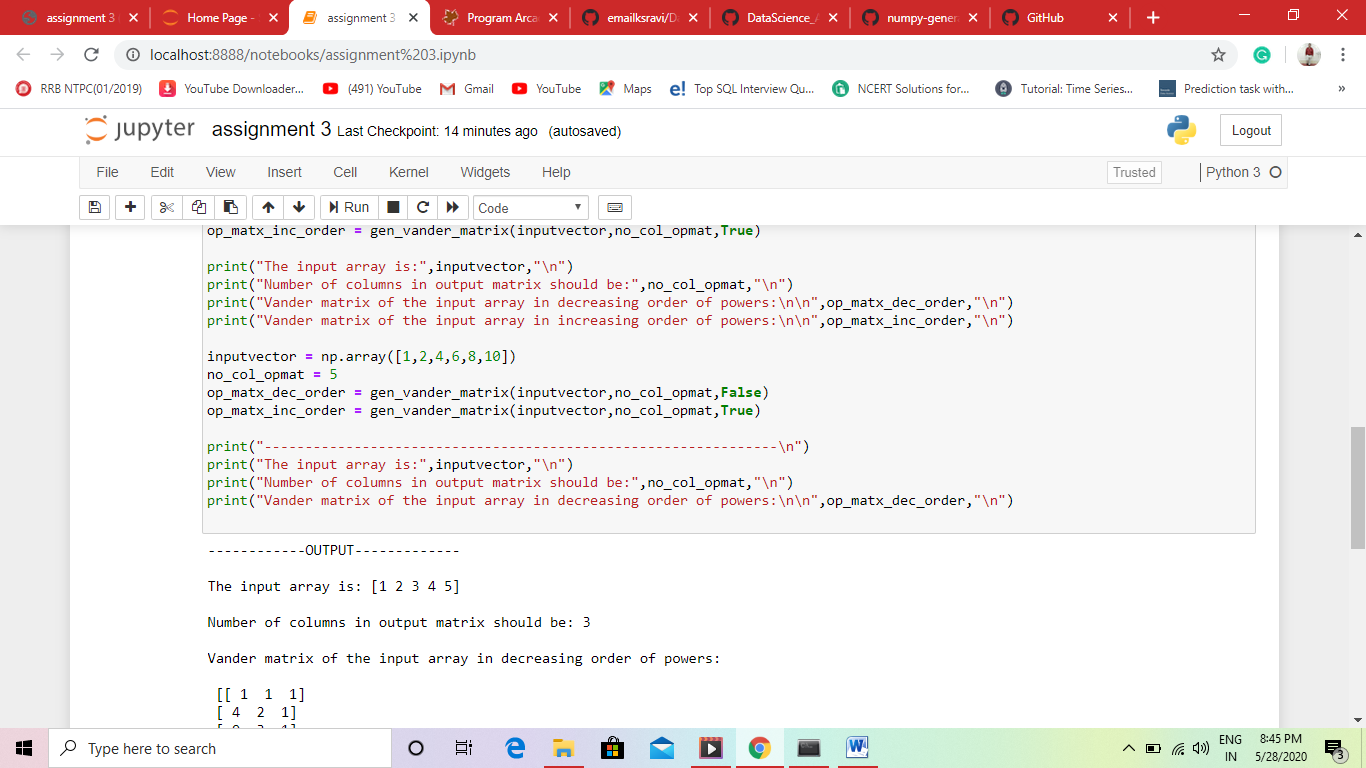 assignment 3
Home Page -
assignment 3
Program Arca
emailksravi/Da
DataScience_A
numpy-gener
GitHub
localhost:8888/notebooks/assignment%203.ipynb
RRB NTPC(01/2019)
YouTube Downloader...
(491) YouTube
Gmail
YouTube
Maps
e! Top SQL Interview Qu...
NCERT Solutions for...
Tutorial: Time Series...
Prediction task with...
»
jupyter assignment 3 Last Checkpoint: 14 minutes ago (autosaved)
Logout
File Edit View Insert Cell Kernel Widgets Help
Trusted
Python 3
Run
Code
op_matx_inc_order = gen_vander_matrix(inputvector,no_col_opmat,True)
print("The input array is:",inputvector,"\n")
print("Number of columns in output matrix should be:",no_col_opmat,"\n")
print("Vander matrix of the input array in decreasing order of powers:\n\n",op_matx_dec_order,"\n")
print("Vander matrix of the input array in increasing order of powers:\n\n",op_matx_inc_order,"\n")
inputvector = np.array([1,2,4,6,8,10])
no_col_opmat = 5
op_matx_dec_order = gen_vander_matrix(inputvector,no_col_opmat,False)
op_matx_inc_order = gen_vander_matrix(inputvector,no_col_opmat,True)
print("---------------------------------------------------------------\n")
print("The input array is:",inputvector,"\n")
print("Number of columns in output matrix should be:",no_col_opmat,"\n")
print("Vander matrix of the input array in decreasing order of powers:\n\n",op_matx_dec_order,"\n")
------------OUTPUT-------------
The input array is: [1 2 3 4 5]
Number of columns in output matrix should be: 3
Vander matrix of the input array in decreasing order of powers:
[[ 1 1 1]
[ 4 2 1]
[ 9 3 1]
Type here to search
ENG
IN
8:45 PM
5/28/2020
3